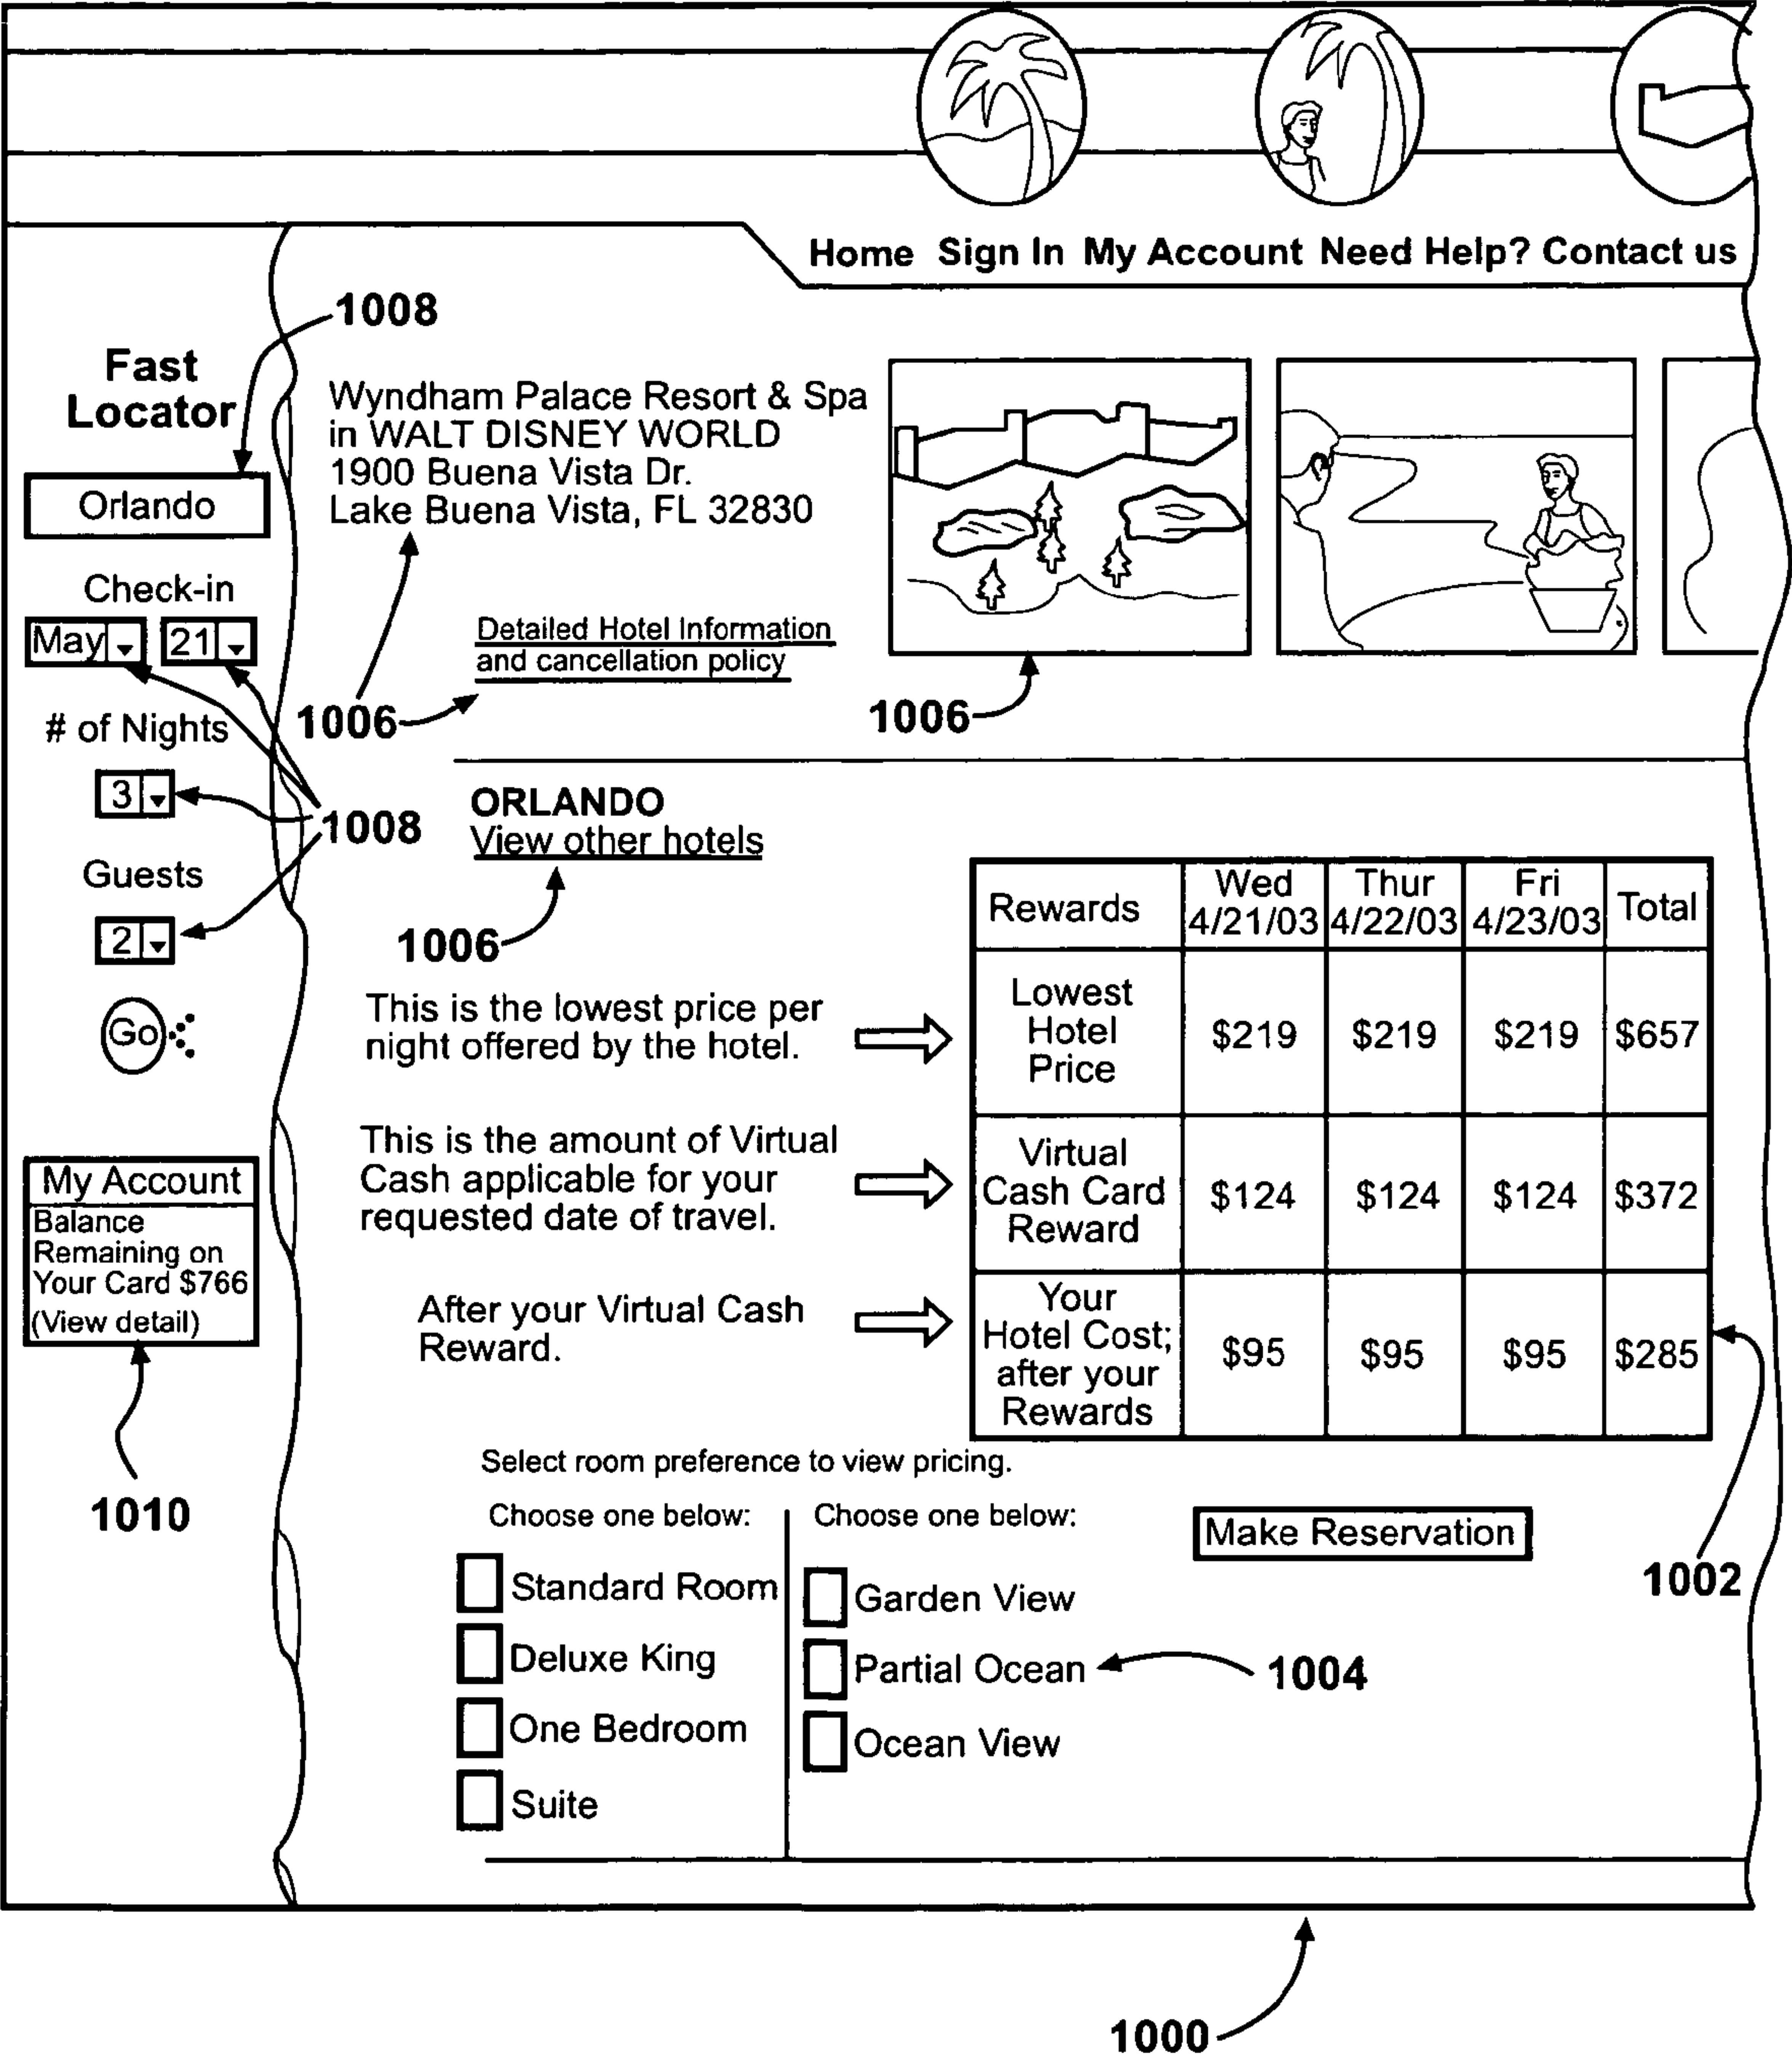 Home Sign In My Account Need Help? Contact us
1008
Fast
Locator
Orlando
Check-in
May 21
# of Nights
3
Guests
2
Go
1008
My Account
Balance
Remaining on
Your Card $766
(View detail)
1010
Wyndham Palace Resort & Spa
in WALT DISNEY WORLD
1900 Buena Vista Dr.
Lake Buena Vista, FL 32830
Detailed Hotel Information
and cancellation policy
1006
1006
ORLANDO
View other hotels
1006
This is the lowest price per
night offered by the hotel.
This is the amount of Virtual
Cash applicable for your
requested date of travel.
After your Virtual Cash
Reward.
Rewards Wed 4/21/03 Thur 4/22/03 Fri 4/23/03 Total
Lowest Hotel Price $219 $219 $219 $657
Virtual Cash Card Reward $124 $124 $124 $372
Your Hotel Cost; after your Rewards $95 $95 $95 $285
1002
Select room preference to view pricing.
Choose one below:
Standard Room
Deluxe King
One Bedroom
Suite
Choose one below:
Garden View
Partial Ocean
Ocean View
1004
Make Reservation
1000